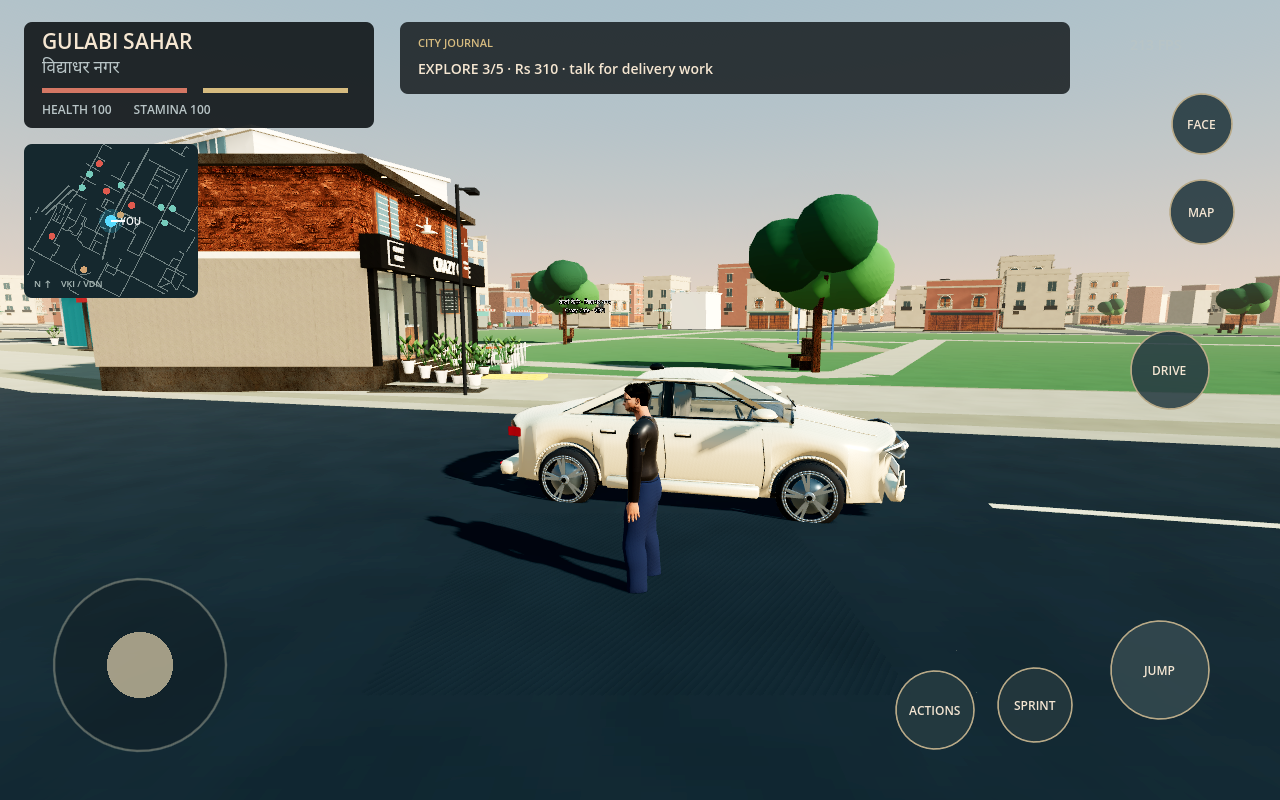 GULABI SAHAR
विद्याधर नगर
HEALTH 100 STAMINA 100
CITY JOURNAL
EXPLORE 3/5 · Rs 310 · talk for delivery work
FACE
MAP
YOU
N ↑ VKI / VDN
CRAZY
DRIVE
JUMP
ACTIONS
SPRINT